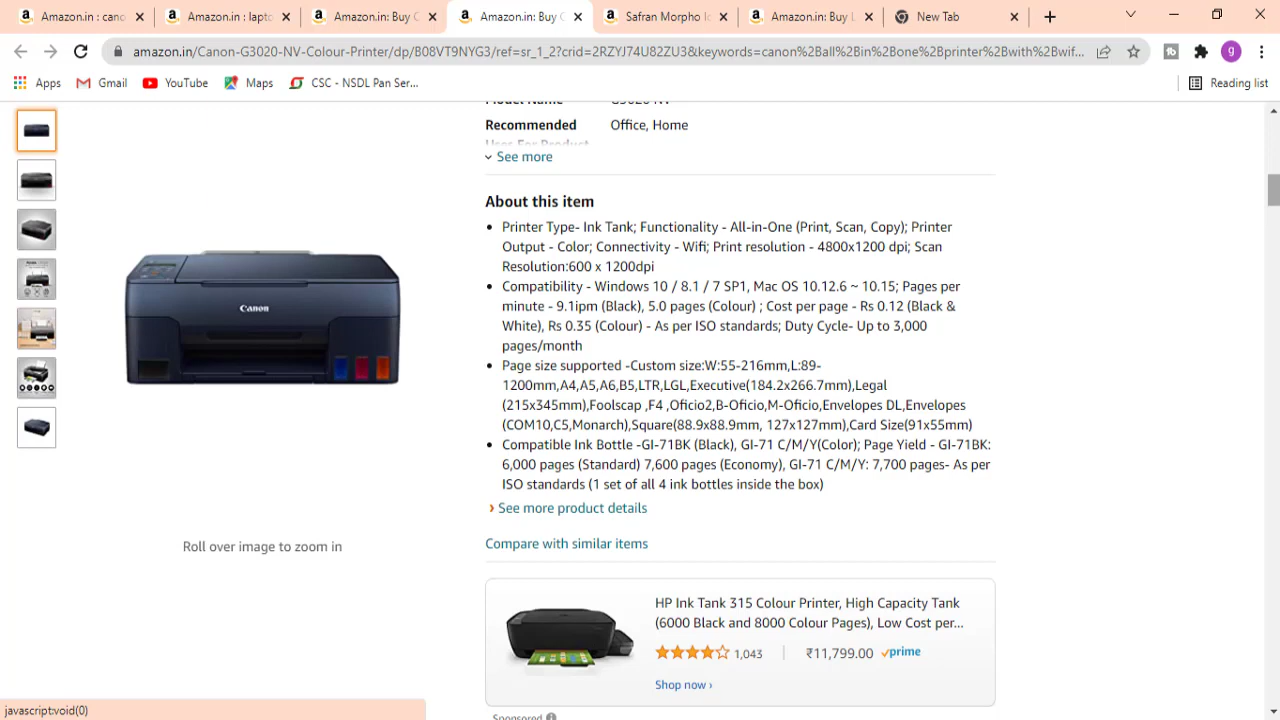 Amazon.in : cano
Amazon.in : lapto
Amazon.in: Buy C
Amazon.in: Buy C
Safran Morpho Ic
Amazon.in: Buy L
New Tab
amazon.in/Canon-G3020-NV-Colour-Printer/dp/B08VT9NYG3/ref=sr_1_2?crid=2RZYJ74U82ZU3&keywords=canon%2Ball%2Bin%2Bone%2Bprinter%2Bwith%2Bwif...
g
Apps
Gmail
YouTube
Maps
CSC - NSDL Pan Ser...
Reading list
Model Name G3020 NV
Recommended Office, Home
Uses For Product
See more
About this item
Printer Type- Ink Tank; Functionality - All-in-One (Print, Scan, Copy); Printer
Output - Color; Connectivity - Wifi; Print resolution - 4800x1200 dpi; Scan
Resolution:600 x 1200dpi
Compatibility - Windows 10 / 8.1 / 7 SP1, Mac OS 10.12.6 ~ 10.15; Pages per
minute - 9.1ipm (Black), 5.0 pages (Colour) ; Cost per page - Rs 0.12 (Black &
White), Rs 0.35 (Colour) - As per ISO standards; Duty Cycle- Up to 3,000
pages/month
Page size supported -Custom size:W:55-216mm,L:89-
1200mm,A4,A5,A6,B5,LTR,LGL,Executive(184.2x266.7mm),Legal
(215x345mm),Foolscap ,F4 ,Oficio2,B-Oficio,M-Oficio,Envelopes DL,Envelopes
(COM10,C5,Monarch),Square(88.9x88.9mm, 127x127mm),Card Size(91x55mm)
Compatible Ink Bottle -GI-71BK (Black), GI-71 C/M/Y(Color); Page Yield - GI-71BK:
6,000 pages (Standard) 7,600 pages (Economy), GI-71 C/M/Y: 7,700 pages- As per
ISO standards (1 set of all 4 ink bottles inside the box)
See more product details
Compare with similar items
Canon
Roll over image to zoom in
HP Ink Tank 315 Colour Printer, High Capacity Tank
(6000 Black and 8000 Colour Pages), Low Cost per...
1,043 | ₹11,799.00 prime
Shop now ›
Sponsored
javascript:void(0)